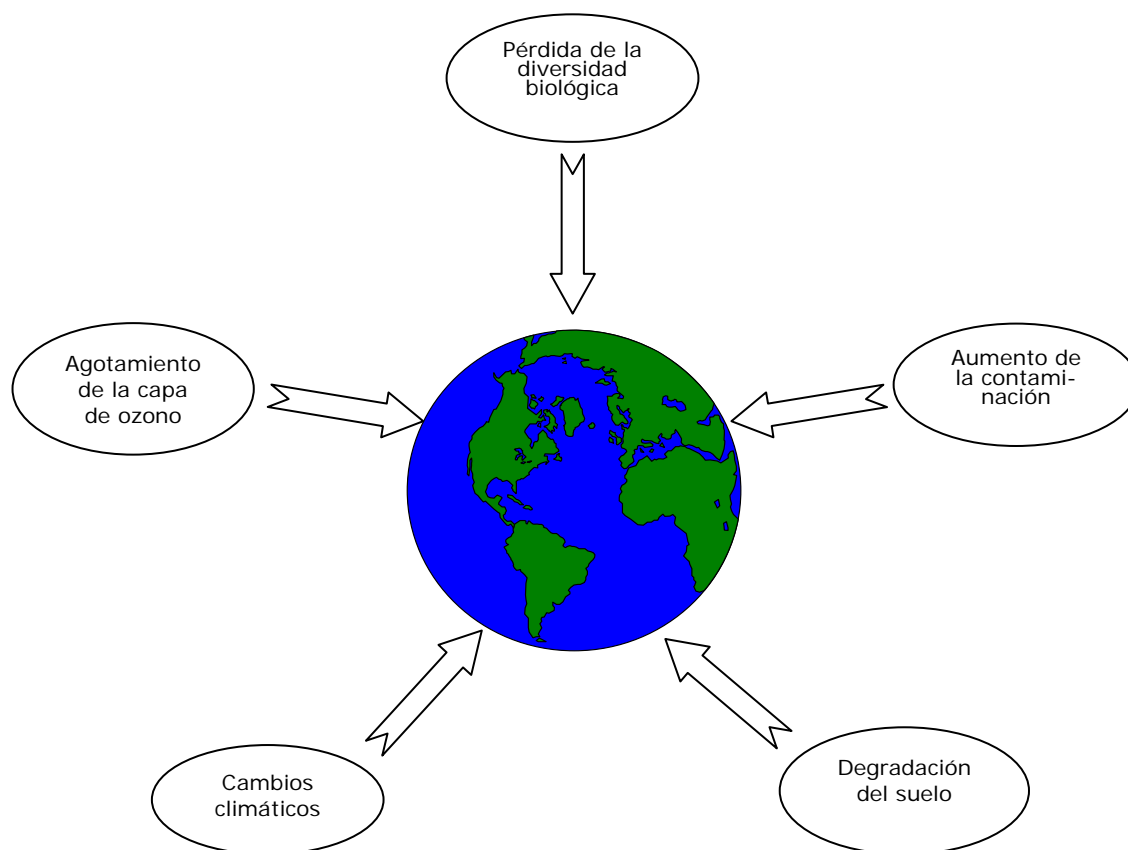 Pérdida de la
diversidad
biológica
Agotamiento
de la capa
de ozono
Aumento de
la contami-
nación
Cambios
climáticos
Degradación
del suelo